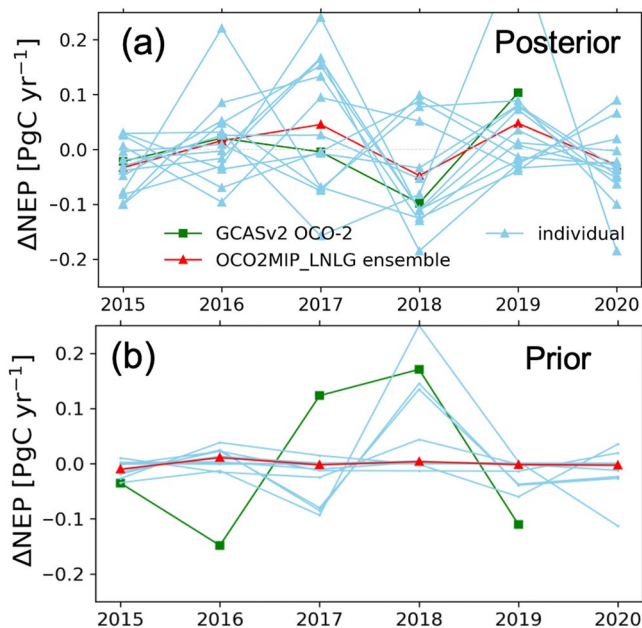 (a) Posterior
ΔNEP [PgC yr⁻¹]
0.2
0.1
0.0
−0.1
−0.2
GCASv2 OCO-2
individual
OCO2MIP_LNLG ensemble
2015 2016 2017 2018 2019 2020
(b) Prior
ΔNEP [PgC yr⁻¹]
0.2
0.1
0.0
−0.1
−0.2
2015 2016 2017 2018 2019 2020